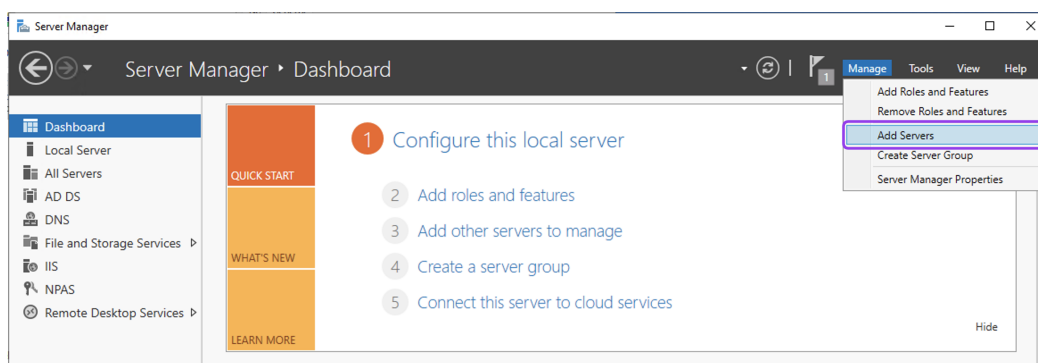 Server Manager
Server Manager ‣ Dashboard
1
Manage
Tools
View
Help
Add Roles and Features
Remove Roles and Features
Add Servers
Create Server Group
Server Manager Properties
Dashboard
Local Server
All Servers
AD DS
DNS
File and Storage Services
IIS
NPAS
Remote Desktop Services
QUICK START
WHAT'S NEW
LEARN MORE
1 Configure this local server
2 Add roles and features
3 Add other servers to manage
4 Create a server group
5 Connect this server to cloud services
Hide